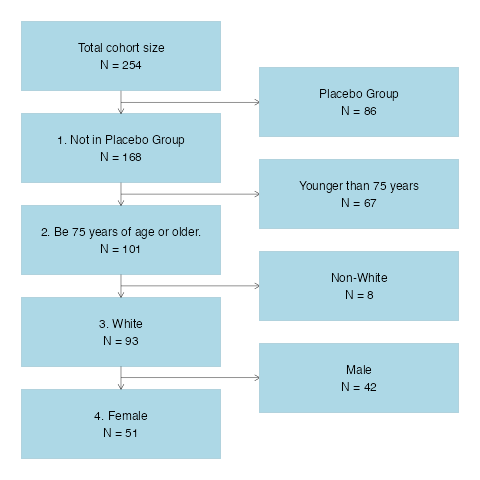 Total cohort size
N = 254
Placebo Group
N = 86
1. Not in Placebo Group
N = 168
Younger than 75 years
N = 67
2. Be 75 years of age or older.
N = 101
Non-White
N = 8
3. White
N = 93
Male
N = 42
4. Female
N = 51